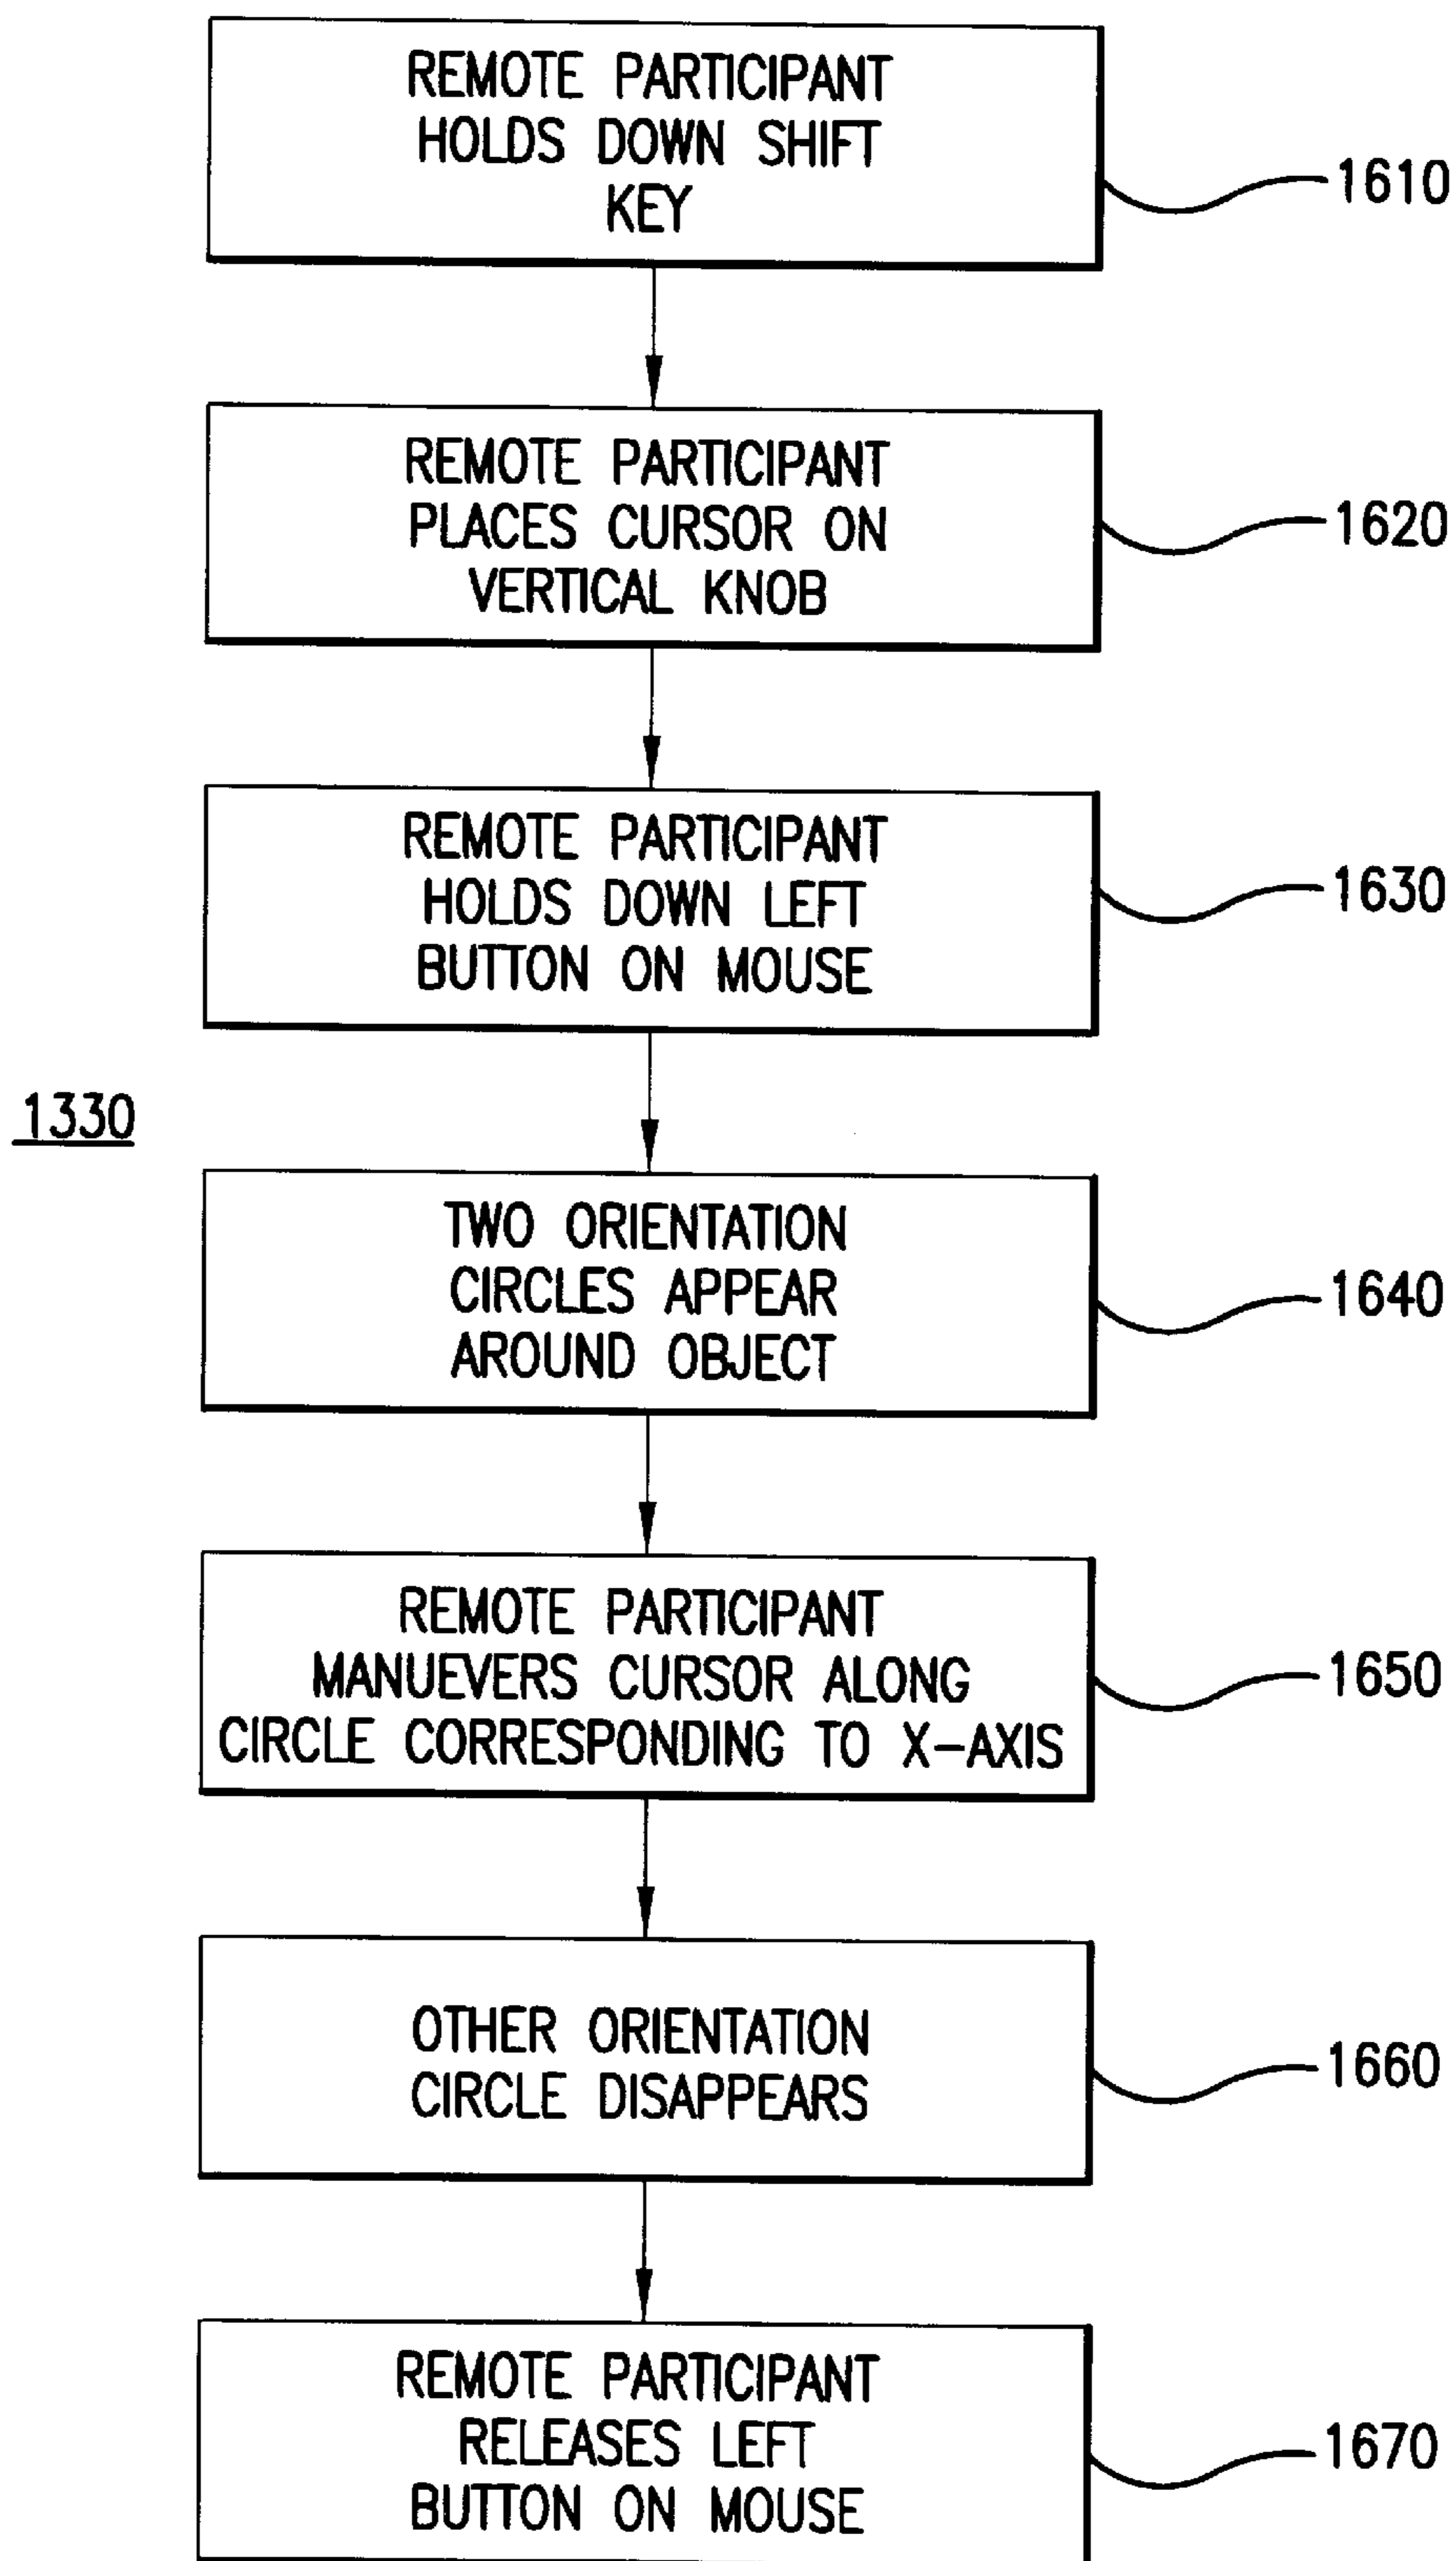 REMOTE PARTICIPANT
HOLDS DOWN SHIFT
KEY
1610
REMOTE PARTICIPANT
PLACES CURSOR ON
VERTICAL KNOB
1620
REMOTE PARTICIPANT
HOLDS DOWN LEFT
BUTTON ON MOUSE
1630
1330
TWO ORIENTATION
CIRCLES APPEAR
AROUND OBJECT
1640
REMOTE PARTICIPANT
MANUEVERS CURSOR ALONG
CIRCLE CORRESPONDING TO X-AXIS
1650
OTHER ORIENTATION
CIRCLE DISAPPEARS
1660
REMOTE PARTICIPANT
RELEASES LEFT
BUTTON ON MOUSE
1670